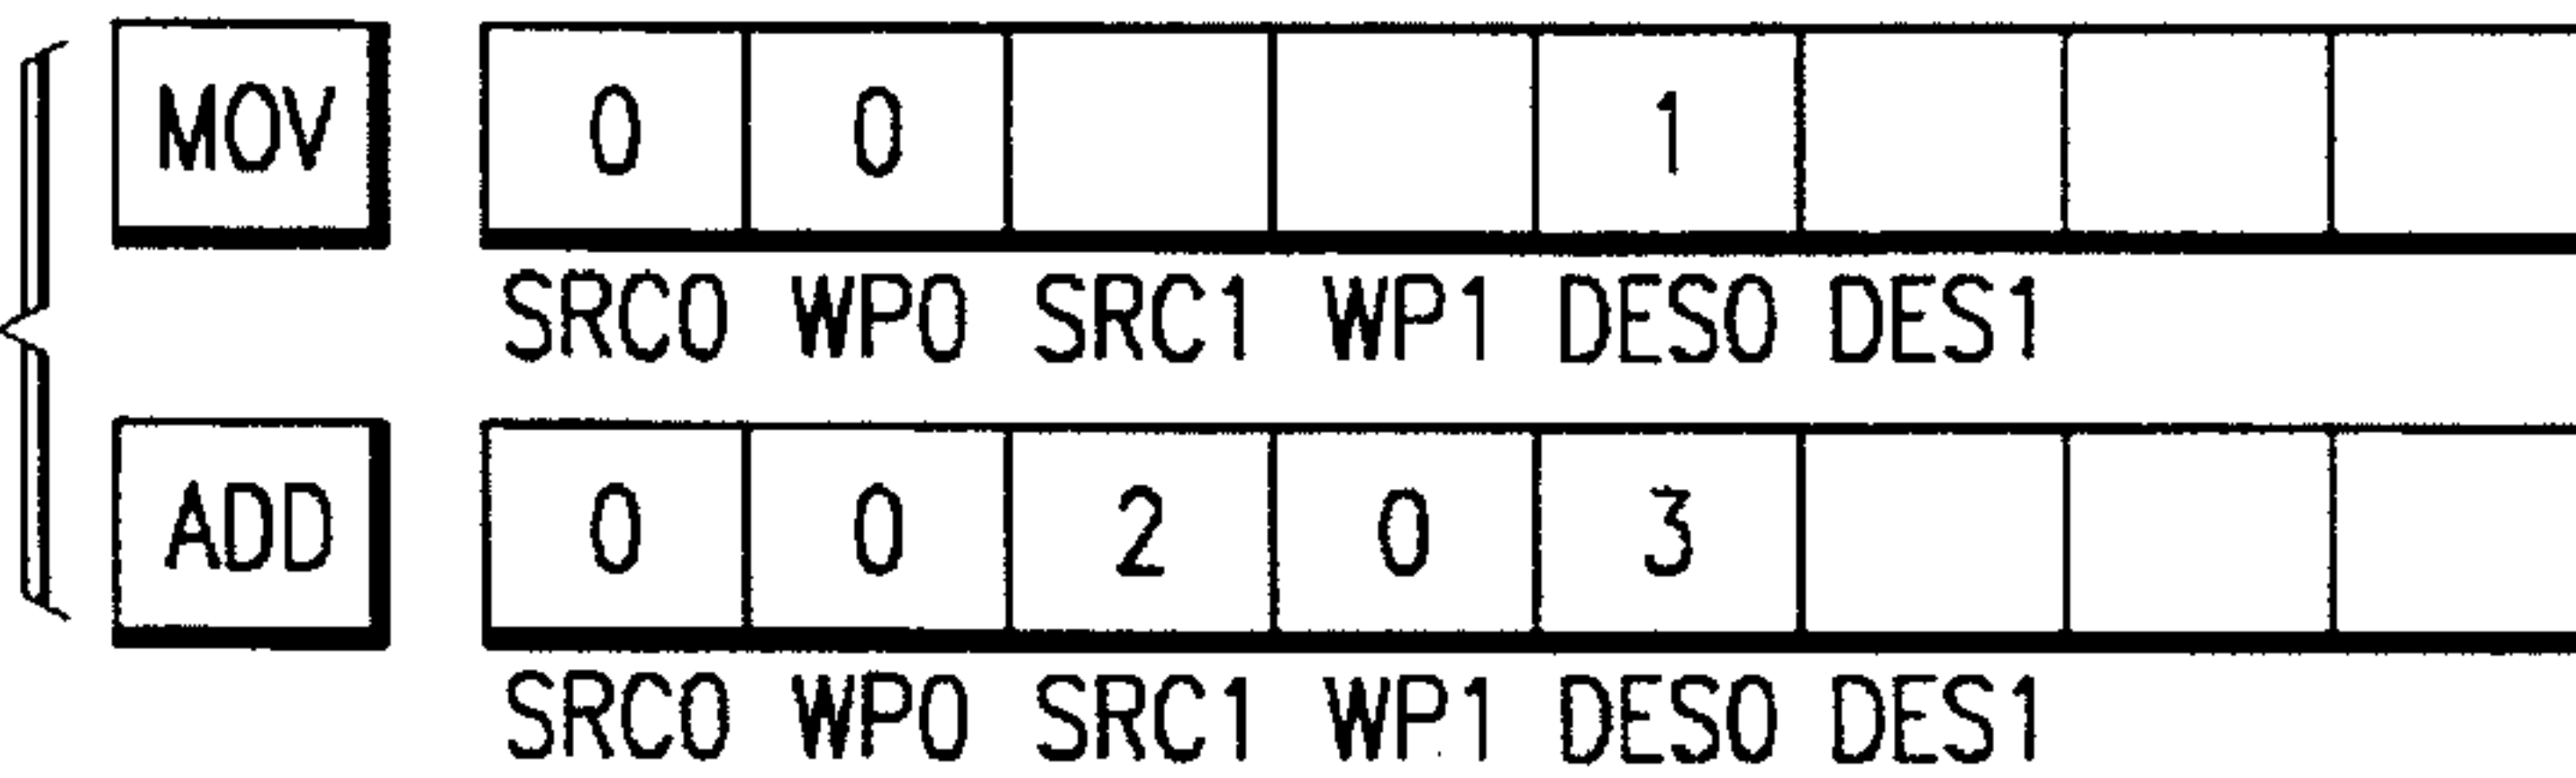 MOV 0 0 1
SRC0 WP0 SRC1 WP1 DES0 DES1
ADD 0 0 2 0 3
SRC0 WP0 SRC1 WP1 DES0 DES1